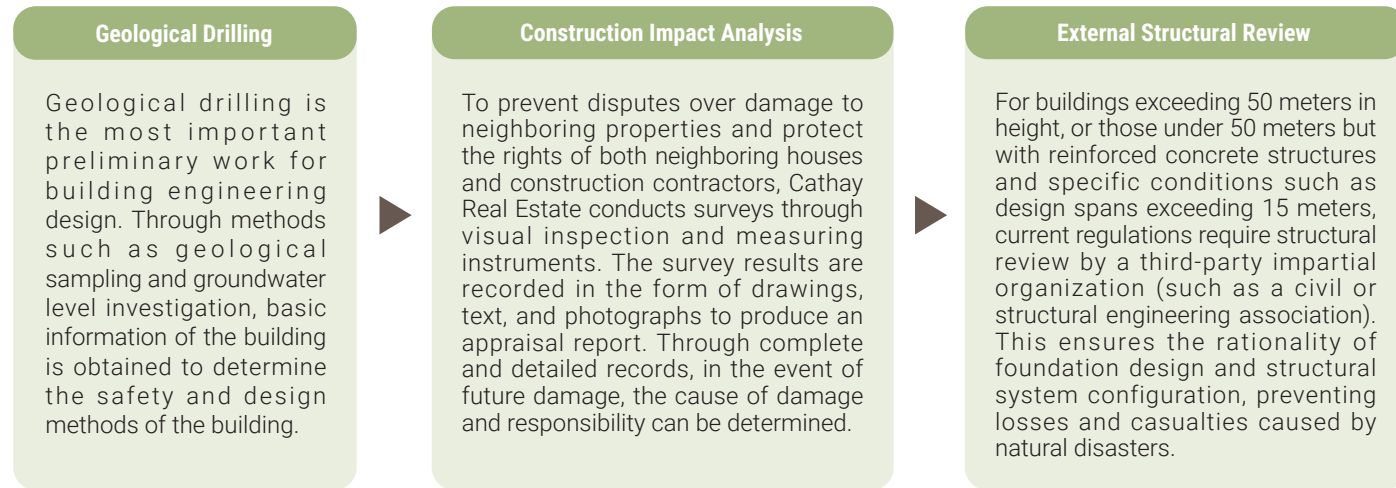 Geological Drilling
Geological drilling is
the most important
preliminary work for
building engineering
design. Through methods
such as geological
sampling and groundwater
level investigation, basic
information of the building
is obtained to determine
the safety and design
methods of the building.
Construction Impact Analysis
To prevent disputes over damage to
neighboring properties and protect
the rights of both neighboring houses
and construction contractors, Cathay
Real Estate conducts surveys through
visual inspection and measuring
instruments. The survey results are
recorded in the form of drawings,
text, and photographs to produce an
appraisal report. Through complete
and detailed records, in the event of
future damage, the cause of damage
and responsibility can be determined.
External Structural Review
For buildings exceeding 50 meters in
height, or those under 50 meters but
with reinforced concrete structures
and specific conditions such as
design spans exceeding 15 meters,
current regulations require structural
review by a third-party impartial
organization (such as a civil or
structural engineering association).
This ensures the rationality of
foundation design and structural
system configuration, preventing
losses and casualties caused by
natural disasters.